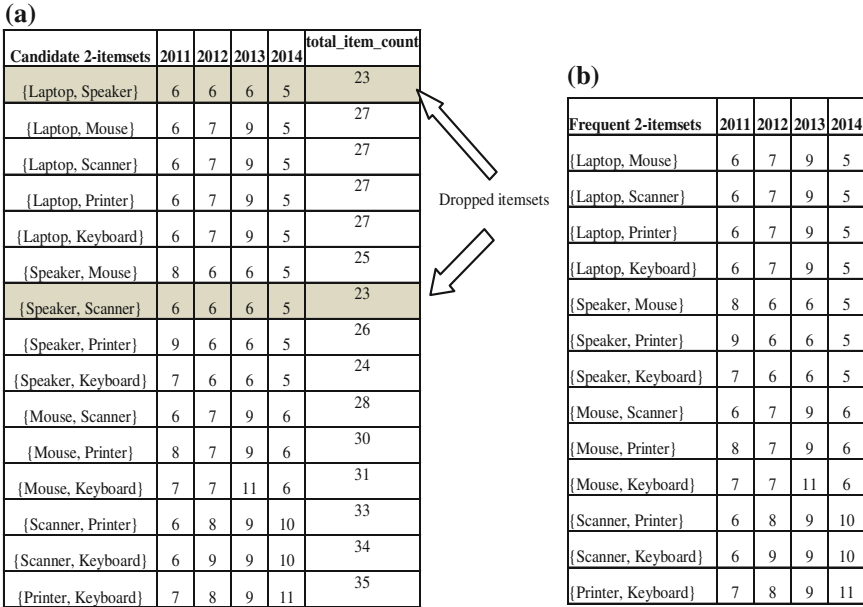 (a)
Candidate 2-itemsets 2011 2012 2013 2014 total_item_count
{Laptop, Speaker} 6 6 6 5 23
{Laptop, Mouse} 6 7 9 5 27
{Laptop, Scanner} 6 7 9 5 27
{Laptop, Printer} 6 7 9 5 27
{Laptop, Keyboard} 6 7 9 5 27
{Speaker, Mouse} 8 6 6 5 25
{Speaker, Scanner} 6 6 6 5 23
{Speaker, Printer} 9 6 6 5 26
{Speaker, Keyboard} 7 6 6 5 24
{Mouse, Scanner} 6 7 9 6 28
{Mouse, Printer} 8 7 9 6 30
{Mouse, Keyboard} 7 7 11 6 31
{Scanner, Printer} 6 8 9 10 33
{Scanner, Keyboard} 6 9 9 10 34
{Printer, Keyboard} 7 8 9 11 35
Dropped itemsets
(b)
Frequent 2-itemsets 2011 2012 2013 2014
{Laptop, Mouse} 6 7 9 5
{Laptop, Scanner} 6 7 9 5
{Laptop, Printer} 6 7 9 5
{Laptop, Keyboard} 6 7 9 5
{Speaker, Mouse} 8 6 6 5
{Speaker, Printer} 9 6 6 5
{Speaker, Keyboard} 7 6 6 5
{Mouse, Scanner} 6 7 9 6
{Mouse, Printer} 8 7 9 6
{Mouse, Keyboard} 7 7 11 6
{Scanner, Printer} 6 8 9 10
{Scanner, Keyboard} 6 9 9 10
{Printer, Keyboard} 7 8 9 11